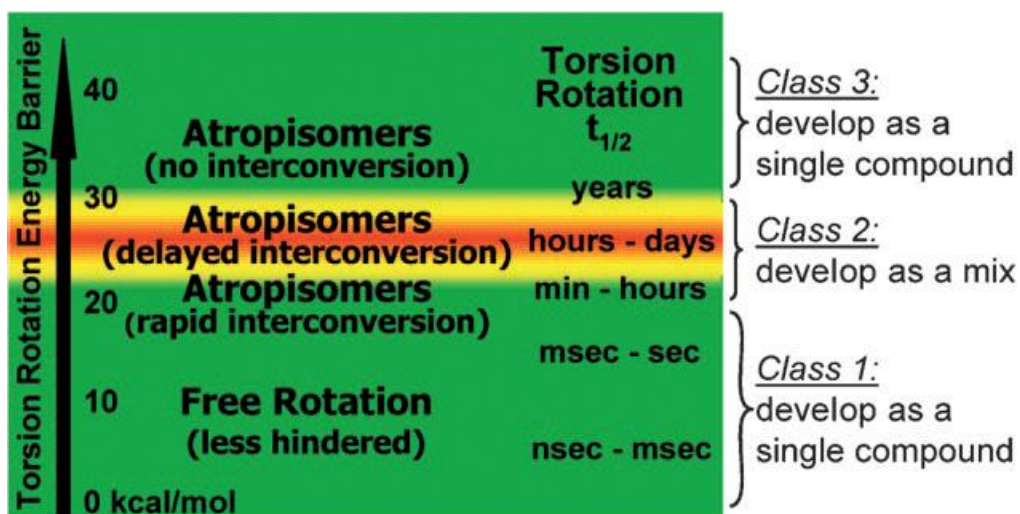 Torsion Rotation Energy Barrier
40
30
20
10
0 kcal/mol
Atropisomers
(no interconversion)
Atropisomers
(delayed interconversion)
Atropisomers
(rapid interconversion)
Free Rotation
(less hindered)
Torsion
Rotation
t1/2
years
hours - days
min - hours
msec - sec
nsec - msec
Class 3:
develop as a
single compound
Class 2:
develop as a mix
Class 1:
develop as a
single compound